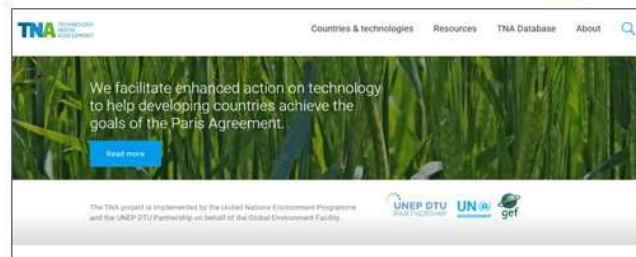 TNA TECHNOLOGY NEEDS ASSESSMENT
Countries & technologies Resources TNA Database About
We facilitate enhanced action on technology
to help developing countries achieve the
goals of the Paris Agreement.
Read more
The TNA project is implemented by the United Nations Environment Programme
and the UNEP DTU Partnership on behalf of the Global Environment Facility.
UNEP DTU PARTNERSHIP
UN environment
gef